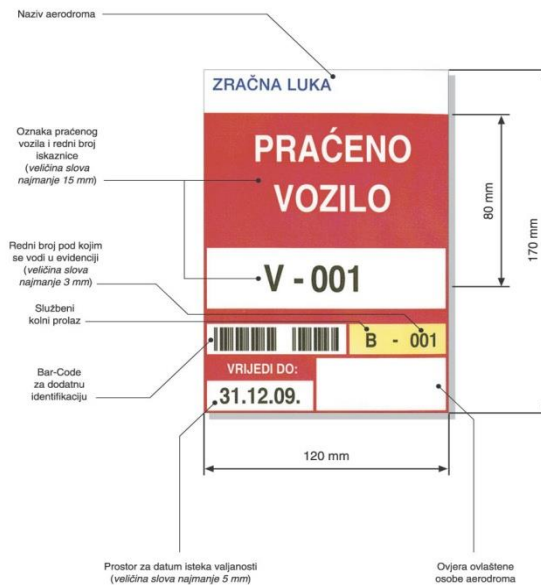 Naziv aerodroma
ZRAČNA LUKA
Oznaka praćenog
vozila i redni broj
iskaznice
(veličina slova
najmanje 15 mm)
PRAĆENO
VOZILO
80 mm
170 mm
Redni broj pod kojim
se vodi u evidenciji
(veličina slova
najmanje 3 mm)
V - 001
Službeni
kolni prolaz
B - 001
Bar-Code
za dodatnu
identifikaciju
VRIJEDI DO:
31.12.09.
120 mm
Prostor za datum isteka valjanosti
(veličina slova najmanje 5 mm)
Ovjera ovlaštene
osobe aerodroma